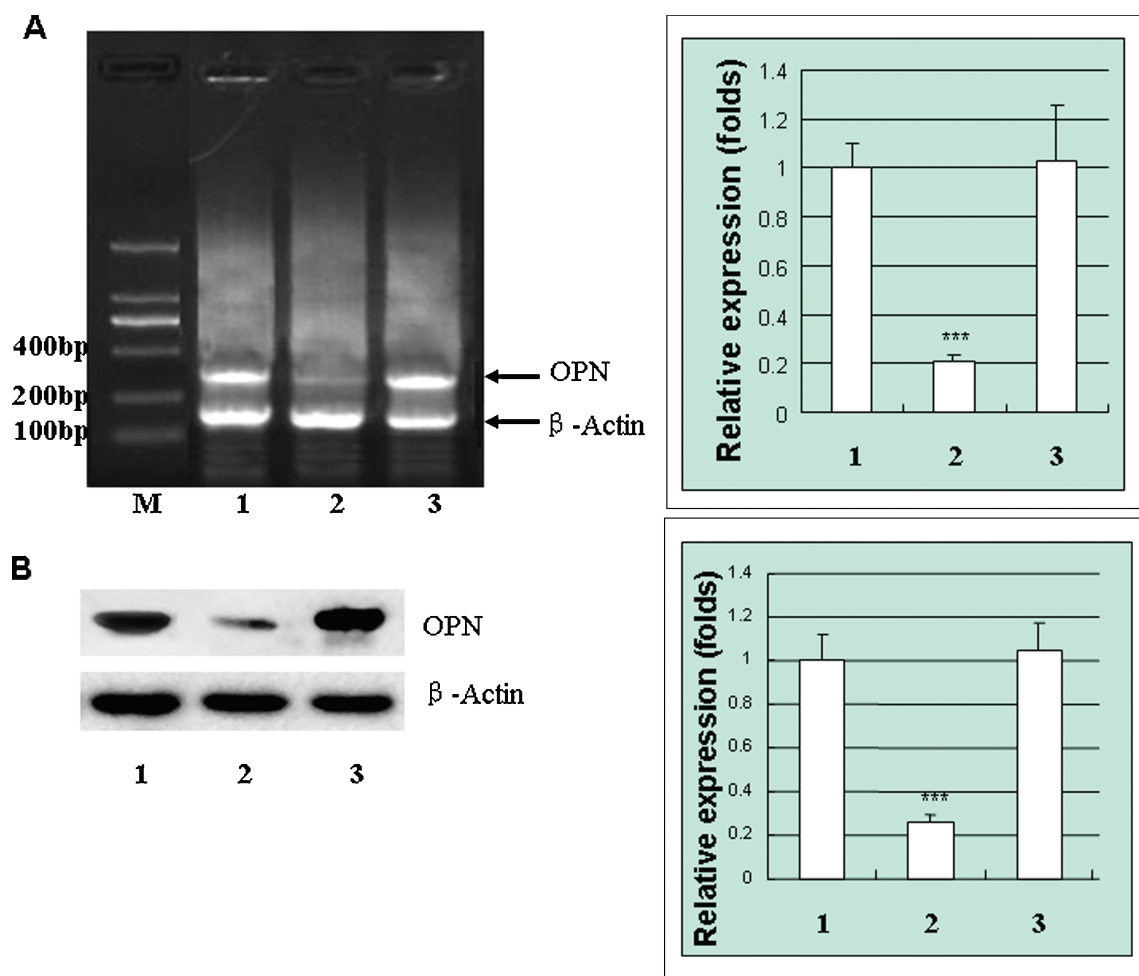 A
400bp
200bp
100bp
OPN
β-Actin
M 1 2 3
Relative expression (folds)
1.4
1.2
1
0.8
0.6
0.4
0.2
0
***
1 2 3
B
OPN
β-Actin
1 2 3
Relative expression (folds)
1.4
1.2
1
0.8
0.6
0.4
0.2
0
***
1 2 3